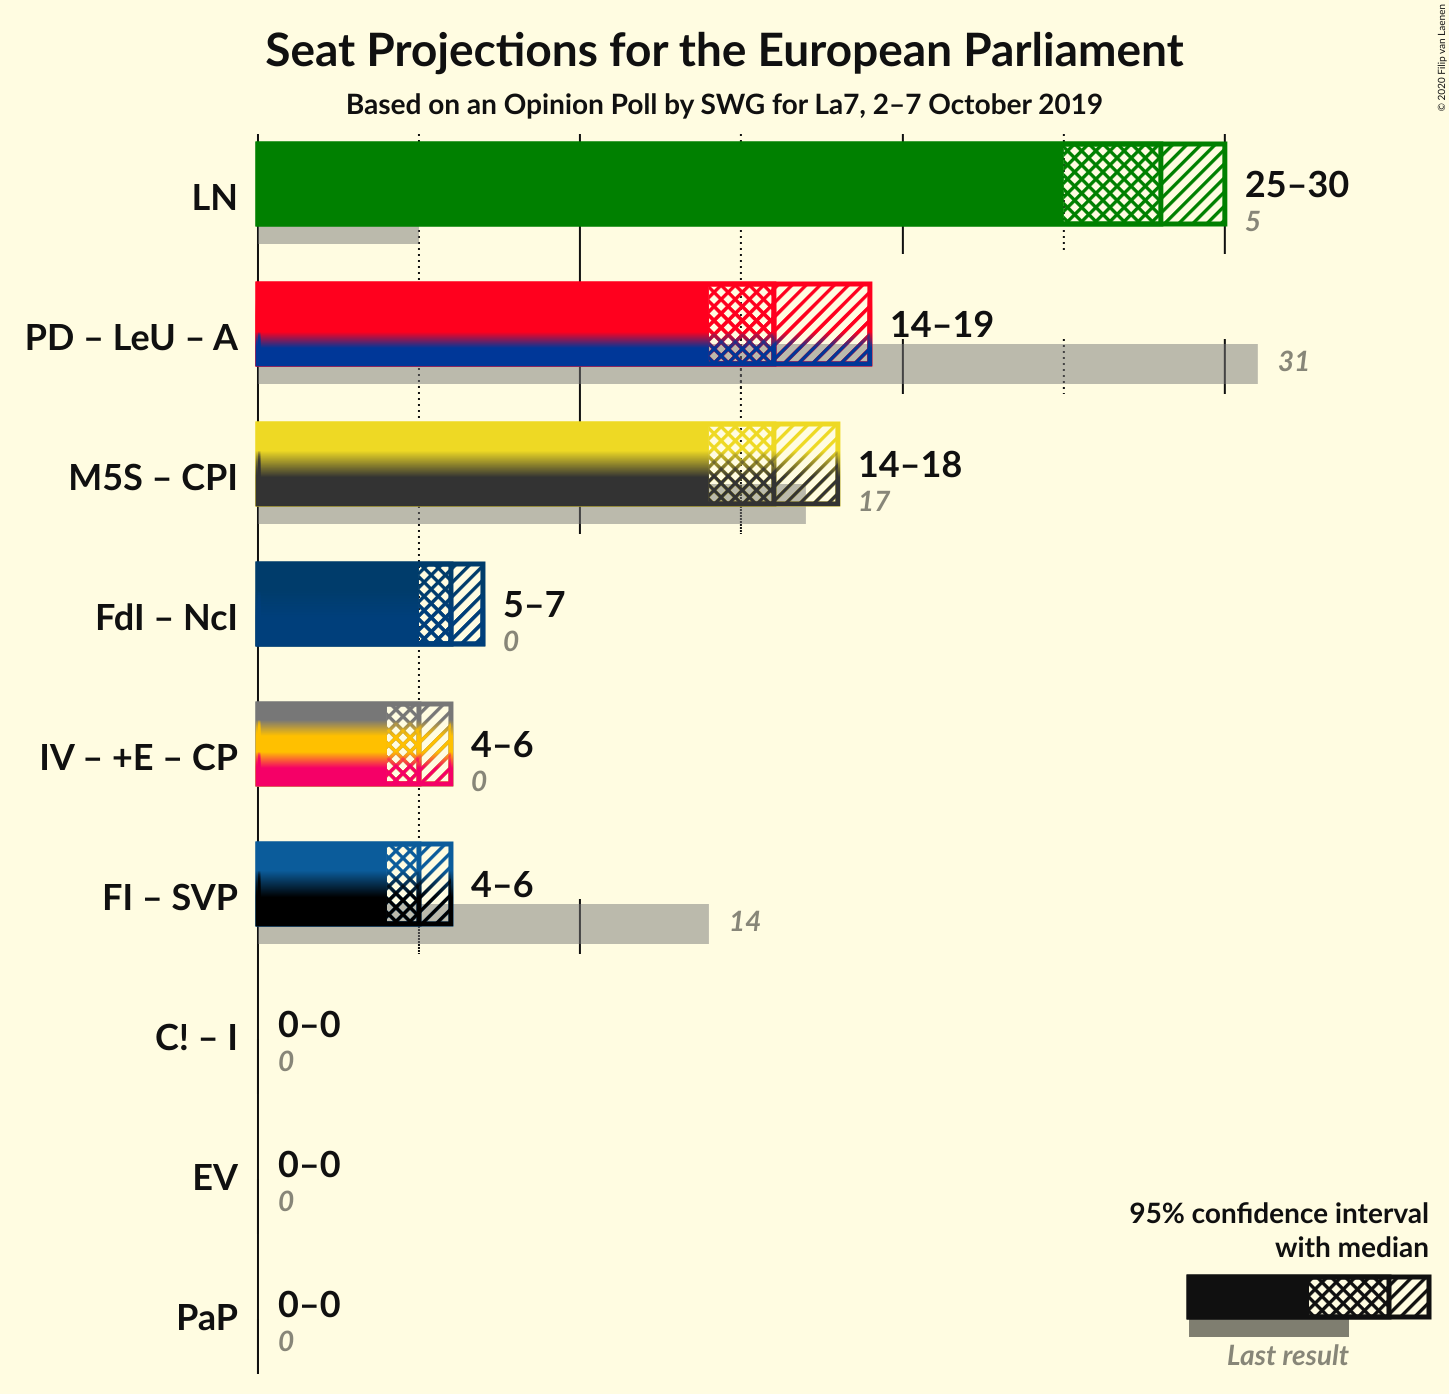 Seat Projections for the European Parliament
Based on an Opinion Poll by SWG for La7, 2–7 October 2019
© 2020 Filip van Laenen
LN
25–30
5
PD – LeU – A
14–19
31
M5S – CPI
14–18
17
FdI – NcI
5–7
0
IV – +E – CP
4–6
0
FI – SVP
4–6
14
C! – I
0–0
0
EV
0–0
0
PaP
0–0
0
95% confidence interval
with median
Last result